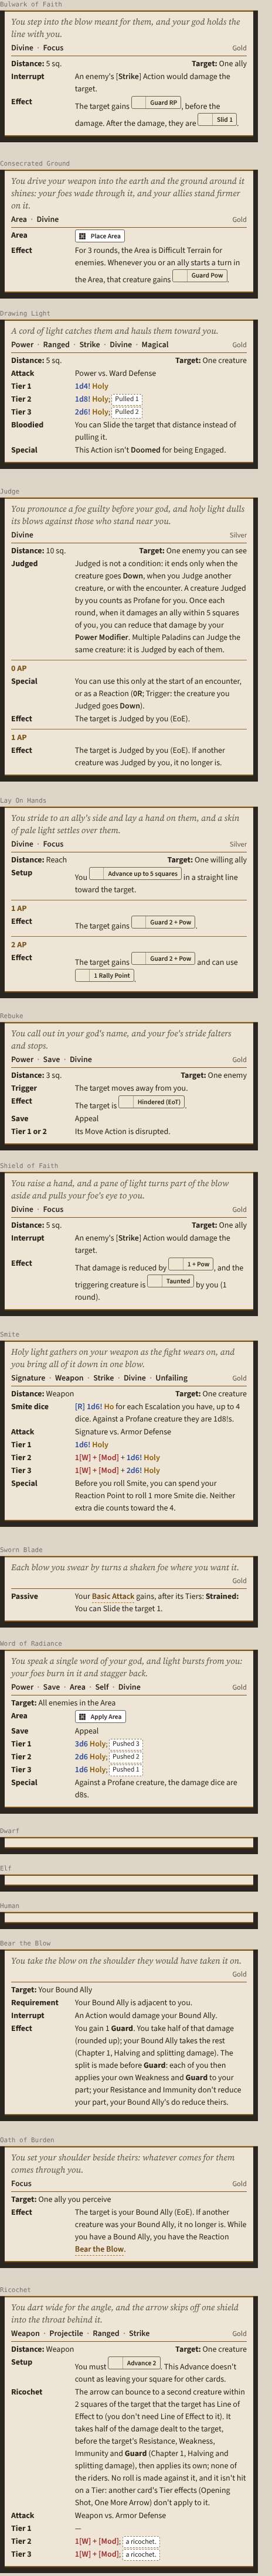 Bulwark of Faith
You step into the blow meant for them, and your god holds the
line with you.
Divine · Focus Gold
Distance: 5 sq. Target: One ally
Interrupt An enemy's [Strike] Action would damage the
target.
Effect The target gains Guard RP, before the
damage. After the damage, they are Slid 1.
Consecrated Ground
You drive your weapon into the earth and the ground around it
shines: your foes wade through it, and your allies stand firmer
on it.
Area · Divine Gold
Area Place Area
Effect For 3 rounds, the Area is Difficult Terrain for
enemies. Whenever you or an ally starts a turn in
the Area, that creature gains Guard Pow.
Drawing Light
A cord of light catches them and hauls them toward you.
Power · Ranged · Strike · Divine · Magical Gold
Distance: 5 sq. Target: One creature
Attack Power vs. Ward Defense
Tier 1 1d4! Holy
Tier 2 1d8! Holy; Pulled 1
Tier 3 2d6! Holy; Pulled 2
Bloodied You can Slide the target that distance instead of
pulling it.
Special This Action isn't Doomed for being Engaged.
Judge
You pronounce a foe guilty before your god, and holy light dulls
its blows against those who stand near you.
Divine Silver
Distance: 10 sq. Target: One enemy you can see
Judged Judged is not a condition: it ends only when the
creature goes Down, when you Judge another
creature, or with the encounter. A creature Judged
by you counts as Profane for you. Once each
round, when it damages an ally within 5 squares
of you, you can reduce that damage by your
Power Modifier. Multiple Paladins can Judge the
same creature: it is Judged by each of them.
0 AP
Special You can use this only at the start of an encounter,
or as a Reaction (0R; Trigger: the creature you
Judged goes Down).
Effect The target is Judged by you (EoE).
1 AP
Effect The target is Judged by you (EoE). If another
creature was Judged by you, it no longer is.
Lay On Hands
You stride to an ally's side and lay a hand on them, and a skin
of pale light settles over them.
Divine · Focus Silver
Distance: Reach Target: One willing ally
Setup You Advance up to 5 squares in a straight line
toward the target.
1 AP
Effect The target gains Guard 2 + Pow.
2 AP
Effect The target gains Guard 2 + Pow and can use
1 Rally Point.
Rebuke
You call out in your god's name, and your foe's stride falters
and stops.
Power · Save · Divine Gold
Distance: 3 sq. Target: One enemy
Trigger The target moves away from you.
Effect The target is Hindered (EoT).
Save Appeal
Tier 1 or 2 Its Move Action is disrupted.
Shield of Faith
You raise a hand, and a pane of light turns part of the blow
aside and pulls your foe's eye to you.
Divine · Focus Gold
Distance: 5 sq. Target: One ally
Interrupt An enemy's [Strike] Action would damage the
target.
Effect That damage is reduced by 1 + Pow, and the
triggering creature is Taunted by you (1
round).
Smite
Holy light gathers on your weapon as the fight wears on, and
you bring all of it down in one blow.
Signature · Weapon · Strike · Divine · Unfailing Gold
Distance: Weapon Target: One creature
Smite dice [R] 1d6! Ho for each Escalation you have, up to 4
dice. Against a Profane creature they are 1d8!s.
Attack Signature vs. Armor Defense
Tier 1 1d6! Holy
Tier 2 1[W] + [Mod] + 1d6! Holy
Tier 3 1[W] + [Mod] + 2d6! Holy
Special Before you roll Smite, you can spend your
Reaction Point to roll 1 more Smite die. Neither
extra die counts toward the 4.
Sworn Blade
Each blow you swear by turns a shaken foe where you want it.
Gold
Passive Your Basic Attack gains, after its Tiers: Strained:
You can Slide the target 1.
Word of Radiance
You speak a single word of your god, and light bursts from you:
your foes burn in it and stagger back.
Power · Save · Area · Self · Divine Gold
Target: All enemies in the Area
Area Apply Area
Save Appeal
Tier 1 3d6 Holy; Pushed 3
Tier 2 2d6 Holy; Pushed 2
Tier 3 1d6 Holy; Pushed 1
Special Against a Profane creature, the damage dice are
d8s.
Dwarf
Elf
Human
Bear the Blow
You take the blow on the shoulder they would have taken it on.
Gold
Target: Your Bound Ally
Requirement Your Bound Ally is adjacent to you.
Interrupt An Action would damage your Bound Ally.
Effect You gain 1 Guard. You take half of that damage
(rounded up); your Bound Ally takes the rest
(Chapter 1, Halving and splitting damage). The
split is made before Guard: each of you then
applies your own Weakness and Guard to your
part; your Resistance and Immunity don't reduce
your part, your Bound Ally's do reduce theirs.
Oath of Burden
You set your shoulder beside theirs: whatever comes for them
comes through you.
Focus Gold
Target: One ally you perceive
Effect The target is your Bound Ally (EoE). If another
creature was your Bound Ally, it no longer is. While
you have a Bound Ally, you have the Reaction
Bear the Blow.
Ricochet
You dart wide for the angle, and the arrow skips off one shield
into the throat behind it.
Weapon · Projectile · Ranged · Strike Gold
Distance: Weapon Target: One creature
Setup You must Advance 2. This Advance doesn't
count as leaving your square for other cards.
Ricochet The arrow can bounce to a second creature within
2 squares of the target that the target has Line of
Effect to (you don't need Line of Effect to it). It
takes half of the damage dealt to the target,
before the target's Resistance, Weakness,
Immunity and Guard (Chapter 1, Halving and
splitting damage), then applies its own; none of
the riders. No roll is made against it, and it isn't hit
on a Tier: another card's Tier effects (Opening
Shot, One More Arrow) don't apply to it.
Attack Weapon vs. Armor Defense
Tier 1 —
Tier 2 1[W] + [Mod]; a ricochet.
Tier 3 1[W] + [Mod]; a ricochet.